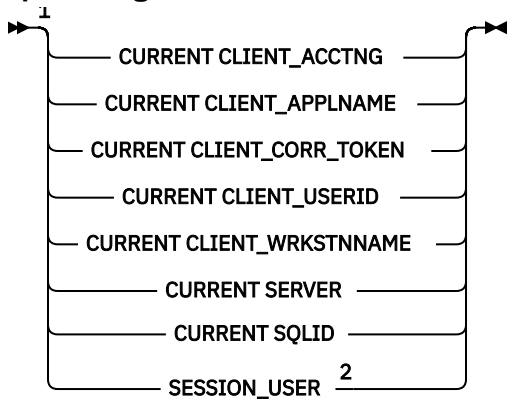 1
CURRENT CLIENT_ACCTNG
CURRENT CLIENT_APPLNAME
CURRENT CLIENT_CORR_TOKEN
CURRENT CLIENT_USERID
CURRENT CLIENT_WRKSTNNAME
CURRENT SERVER
CURRENT SQLID
SESSION_USER 2